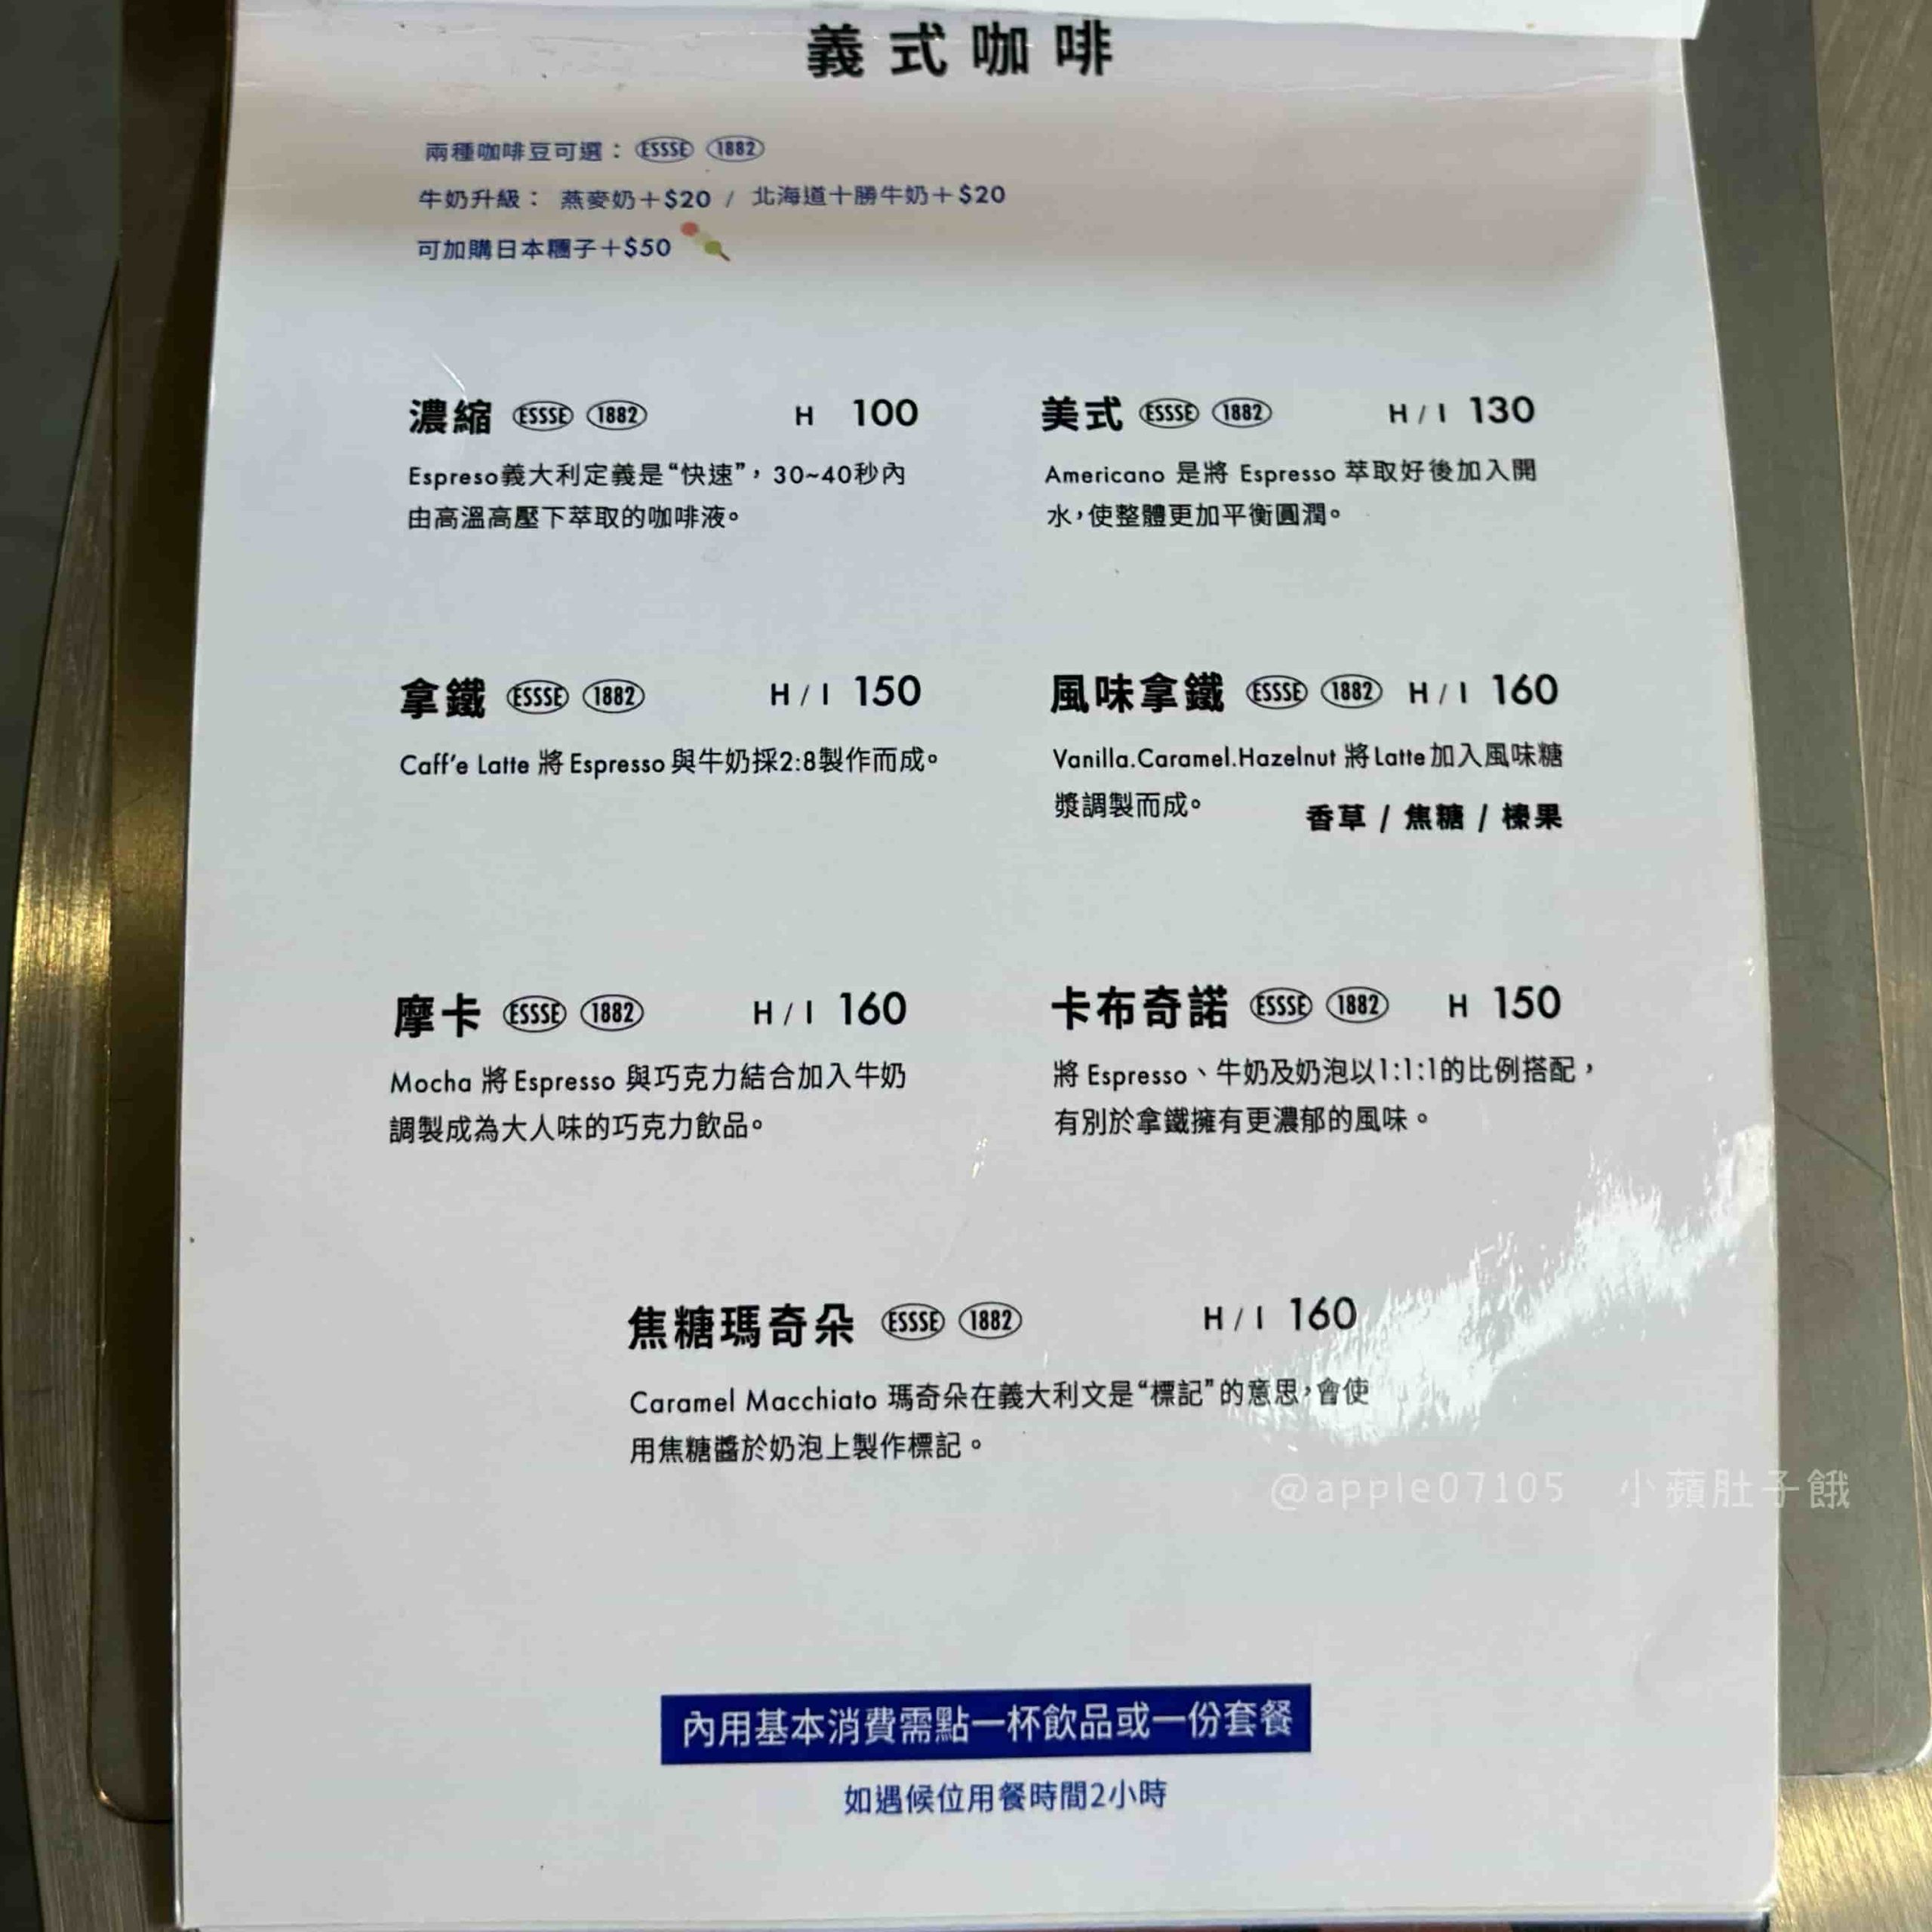 義式咖啡
兩種咖啡豆可選： ESSSE 1882
牛奶升級： 燕麥奶＋$20 / 北海道十勝牛奶＋$20
可加購日本糰子＋$50
濃縮 ESSSE 1882 H 100
Espreso義大利定義是“快速”，30~40秒內
由高溫高壓下萃取的咖啡液。
美式 ESSSE 1882 H / I 130
Americano 是將 Espresso 萃取好後加入開
水，使整體更加平衡圓潤。
拿鐵 ESSSE 1882 H / I 150
Caff’e Latte 將 Espresso 與牛奶採2:8製作而成。
風味拿鐵 ESSSE 1882 H / I 160
Vanilla.Caramel.Hazelnut 將 Latte 加入風味糖
漿調製而成。
香草 / 焦糖 / 榛果
摩卡 ESSSE 1882 H / I 160
Mocha 將 Espresso 與巧克力結合加入牛奶
調製成為大人味的巧克力飲品。
卡布奇諾 ESSSE 1882 H 150
將 Espresso、牛奶及奶泡以1:1:1的比例搭配，
有別於拿鐵擁有更濃郁的風味。
焦糖瑪奇朵 ESSSE 1882 H / I 160
Caramel Macchiato 瑪奇朵在義大利文是“標記”的意思，會使
用焦糖醬於奶泡上製作標記。
@apple07105 小蘋肚子餓
內用基本消費需點一杯飲品或一份套餐
如遇候位用餐時間2小時